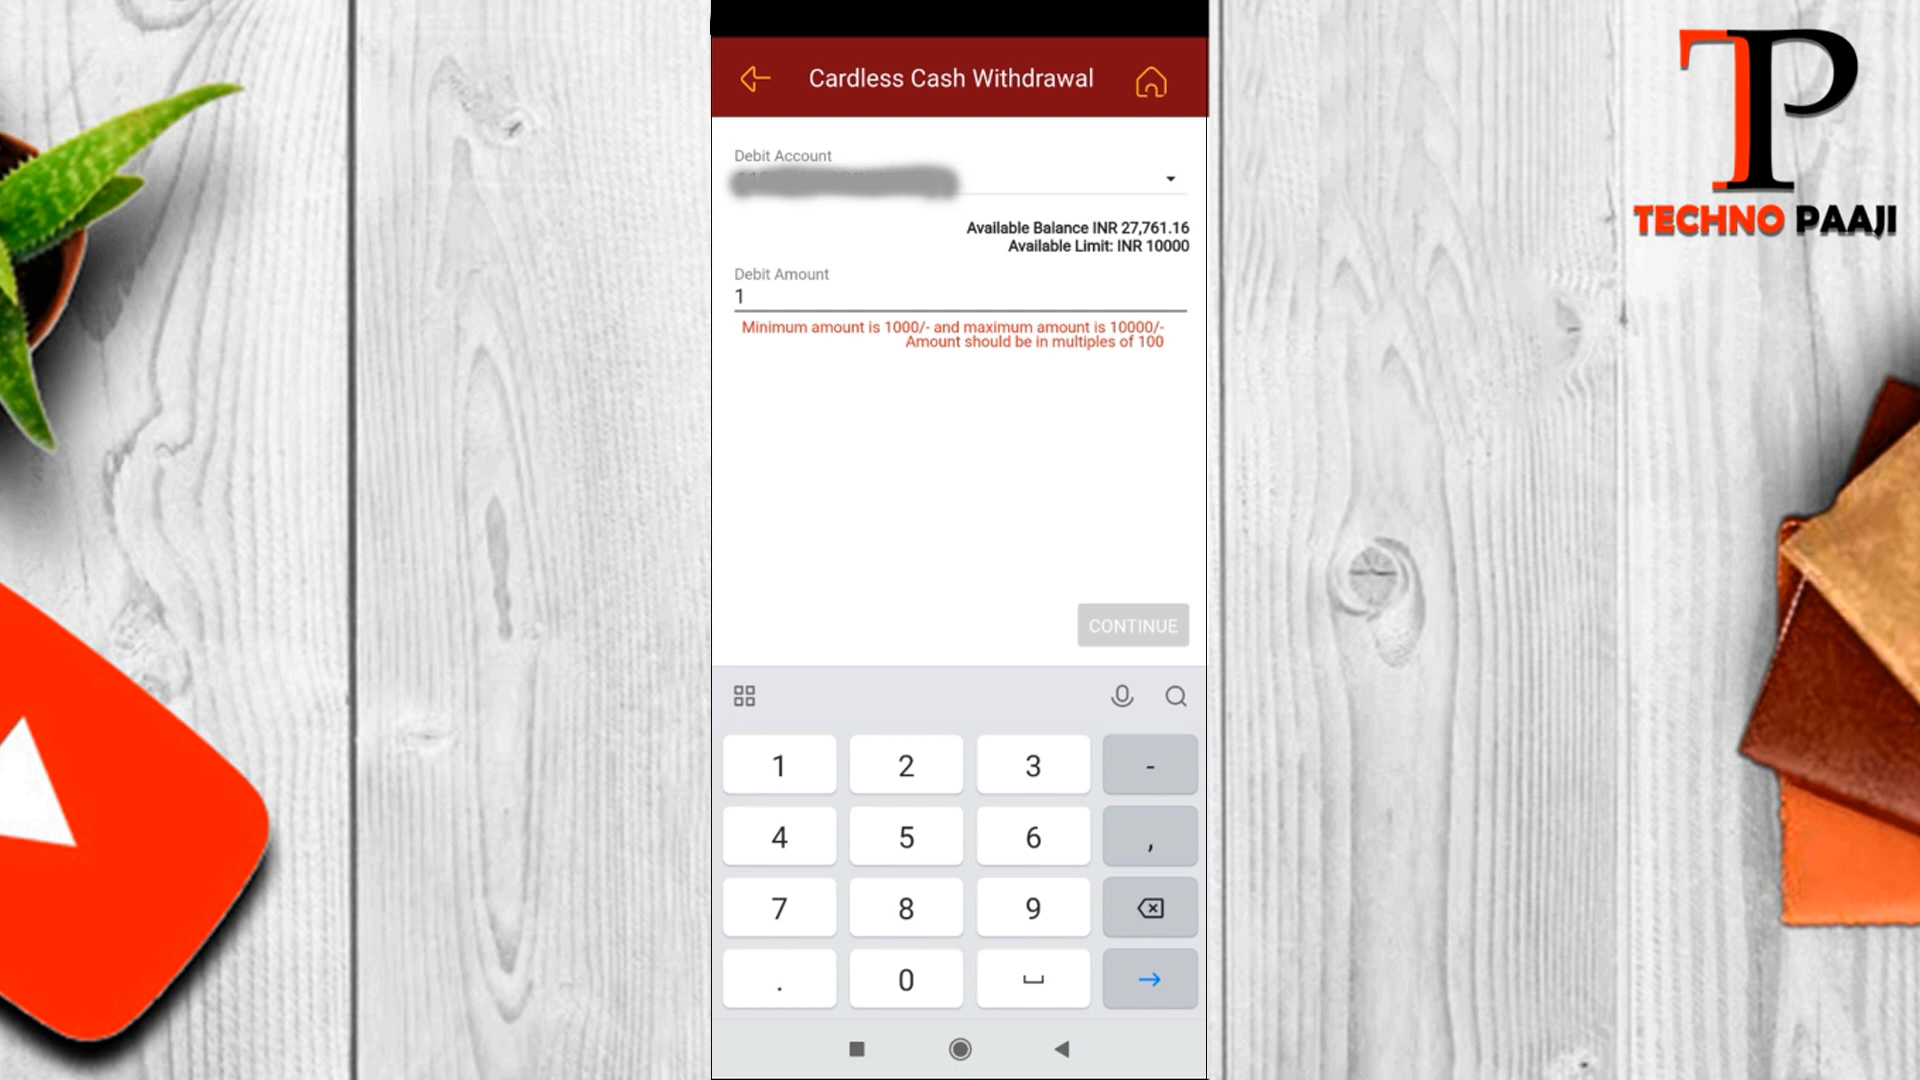 Cardless Cash Withdrawal
Debit Account
Available Balance INR 27,761.16
Available Limit: INR 10000
Debit Amount
1
Minimum amount is 1000/- and maximum amount is 10000/-
Amount should be in multiples of 100
CONTINUE
1 2 3 -
4 5 6 ,
7 8 9
. 0
TP
TECHNO PAAJI